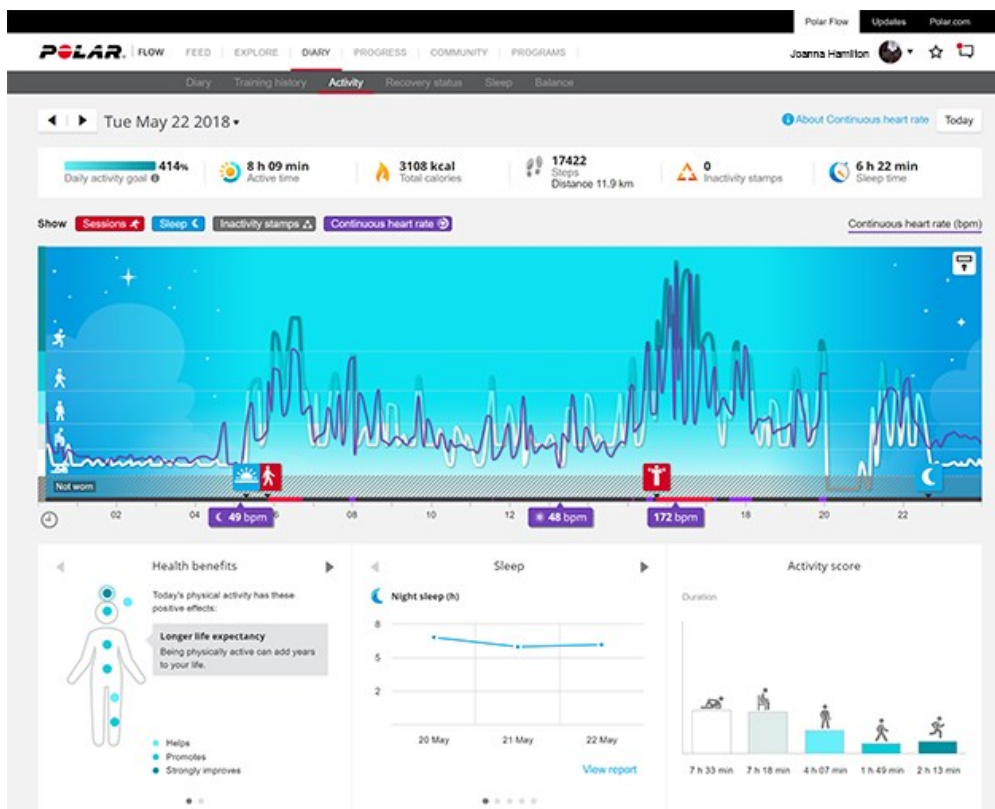 Polar Flow Updates Polar.com
POLAR. FLOW FEED EXPLORE DIARY PROGRESS COMMUNITY PROGRAMS Joanna Hamilton
Diary Training history Activity Recovery status Sleep Balance
Tue May 22 2018 About Continuous heart rate Today
414%
Daily activity goal
8 h 09 min
Active time
3108 kcal
Total calories
17422
Steps
Distance 11.9 km
0
Inactivity stamps
6 h 22 min
Sleep time
Show Sessions Sleep Inactivity stamps Continuous heart rate Continuous heart rate (bpm)
Not worn
02 04 06 08 10 12 18 20 22
49 bpm 48 bpm 172 bpm
Health benefits
Today's physical activity has these
positive effects:
Longer life expectancy
Being physically active can add years
to your life.
Helps
Promotes
Strongly improves
Sleep
Night sleep (h)
8
5
2
20 May 21 May 22 May
View report
Activity score
Duration
7 h 33 min 7 h 18 min 4 h 07 min 1 h 49 min 2 h 13 min